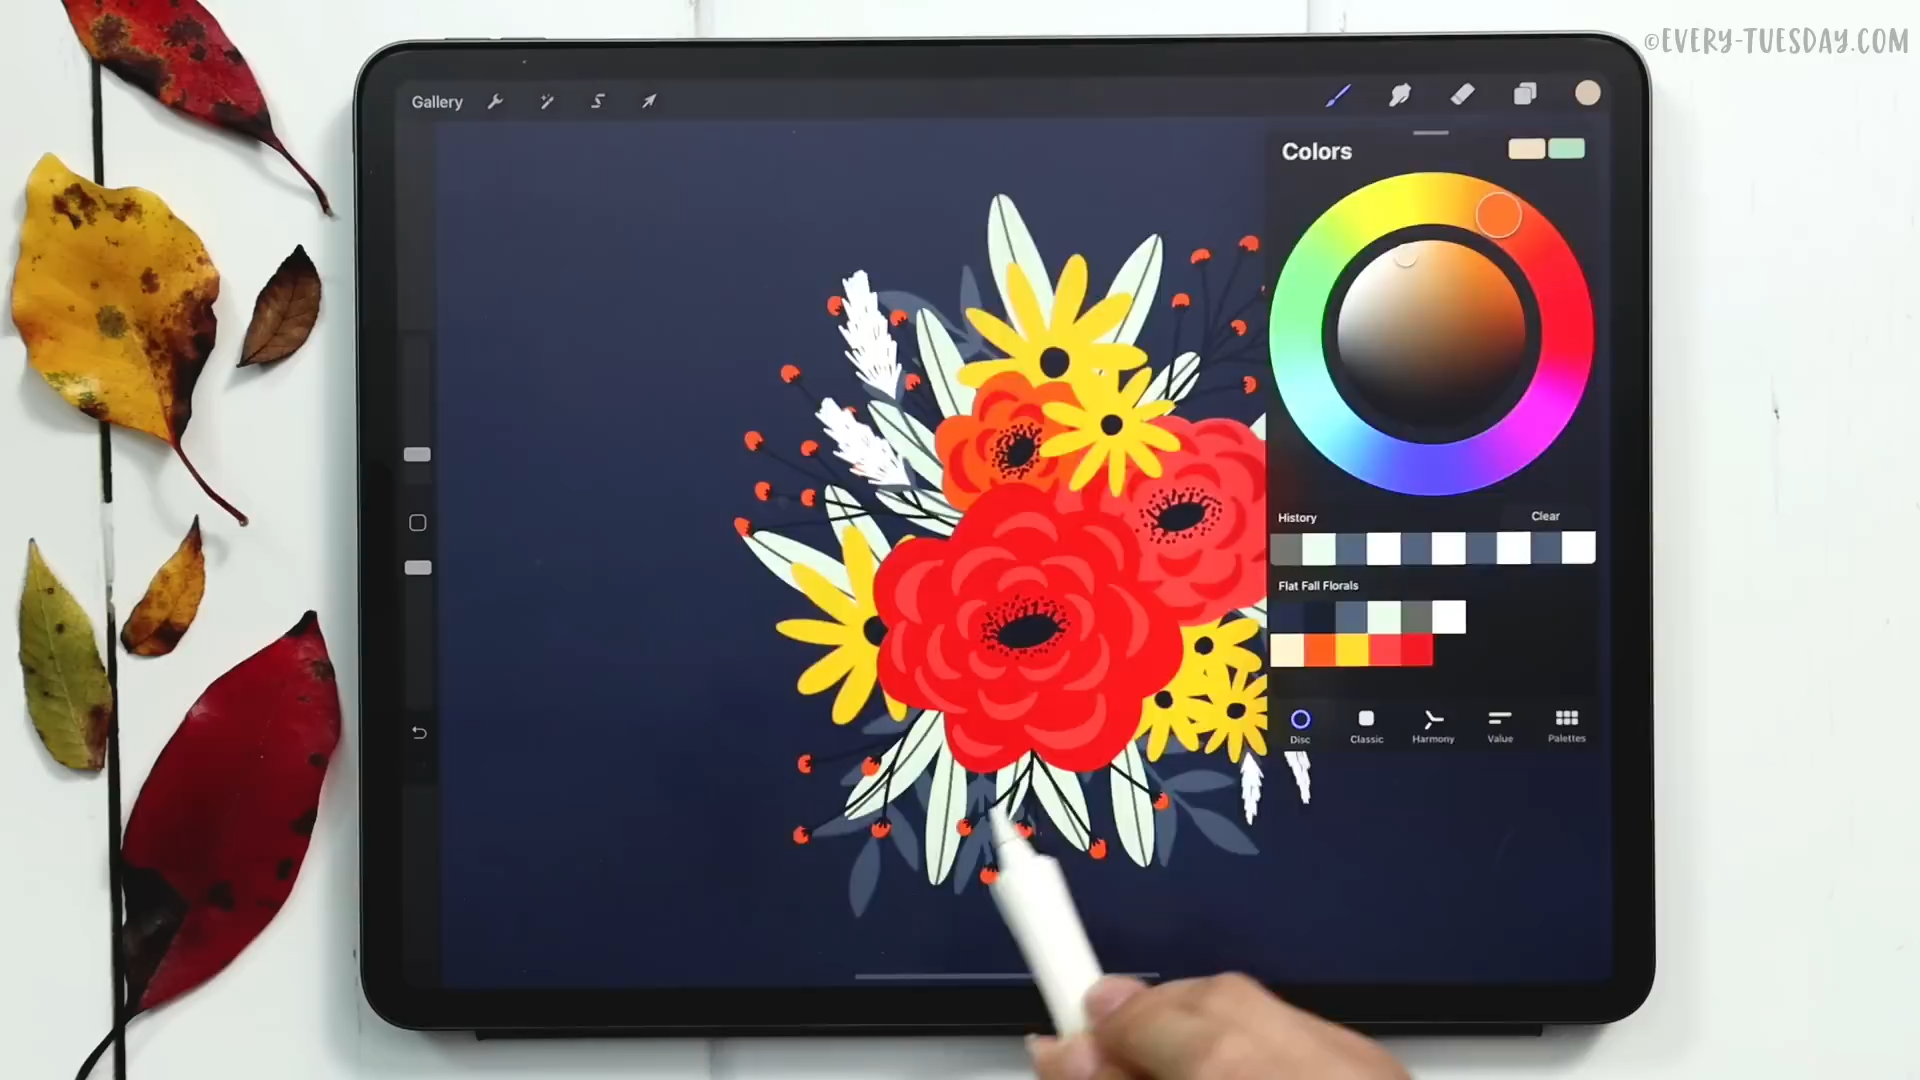 ©EVERY-TUESDAY.COM
Gallery
Colors
History
Clear
Flat Fall Florals
Disc
Classic
Harmony
Value
Palettes